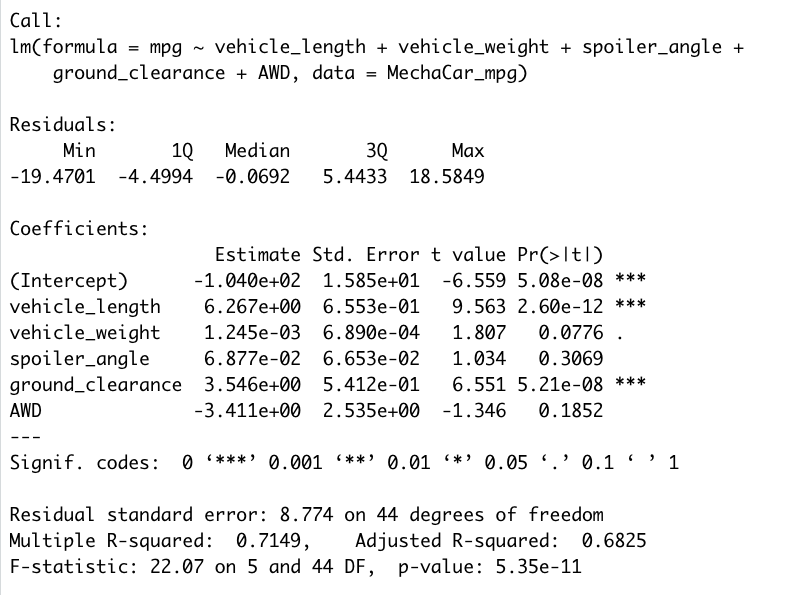 Call:
lm(formula = mpg ~ vehicle_length + vehicle_weight + spoiler_angle +
    ground_clearance + AWD, data = MechaCar_mpg)

Residuals:
     Min       1Q   Median       3Q      Max
-19.4701  -4.4994  -0.0692   5.4433  18.5849

Coefficients:
                   Estimate Std. Error t value Pr(>|t|)
(Intercept)      -1.040e+02  1.585e+01  -6.559 5.08e-08 ***
vehicle_length    6.267e+00  6.553e-01   9.563 2.60e-12 ***
vehicle_weight    1.245e-03  6.890e-04   1.807   0.0776 .
spoiler_angle     6.877e-02  6.653e-02   1.034   0.3069
ground_clearance  3.546e+00  5.412e-01   6.551 5.21e-08 ***
AWD              -3.411e+00  2.535e+00  -1.346   0.1852
---
Signif. codes:  0 ‘***’ 0.001 ‘**’ 0.01 ‘*’ 0.05 ‘.’ 0.1 ‘ ’ 1

Residual standard error: 8.774 on 44 degrees of freedom
Multiple R-squared:  0.7149,    Adjusted R-squared:  0.6825
F-statistic: 22.07 on 5 and 44 DF,  p-value: 5.35e-11